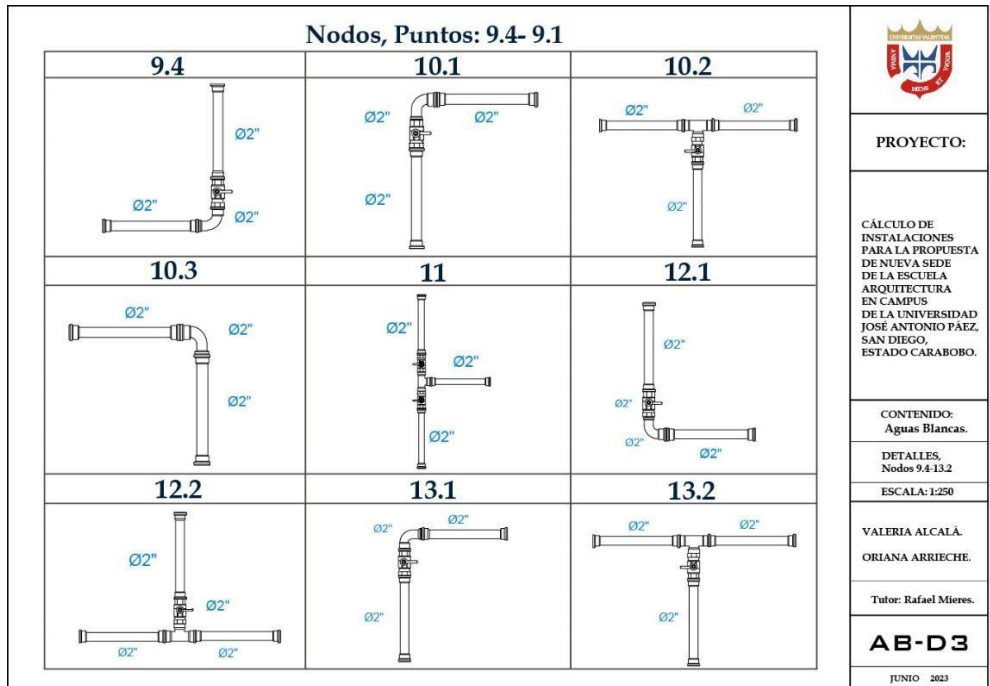 Nodos, Puntos: 9.4- 9.1
9.4
10.1
10.2
Ø2"
Ø2"
Ø2"
Ø2"
Ø2"
Ø2"
Ø2"
Ø2"
Ø2"
10.3
11
12.1
Ø2"
Ø2"
Ø2"
Ø2"
Ø2"
Ø2"
Ø2"
Ø2"
Ø2"
Ø2"
12.2
13.1
13.2
Ø2"
Ø2"
Ø2"
Ø2"
Ø2"
Ø2"
Ø2"
Ø2"
Ø2"
Ø2"
PROYECTO:
CÁLCULO DE
INSTALACIONES
PARA LA PROPUESTA
DE NUEVA SEDE
DE LA ESCUELA
ARQUITECTURA
EN CAMPUS
DE LA UNIVERSIDAD
JOSÉ ANTONIO PÁEZ,
SAN DIEGO,
ESTADO CARABOBO.
CONTENIDO:
Aguas Blancas.
DETALLES,
Nodos 9.4-13.2
ESCALA: 1:250
VALERIA ALCALÁ.
ORIANA ARRIECHE.
Tutor: Rafael Mieres.
AB-D3
JUNIO 2023